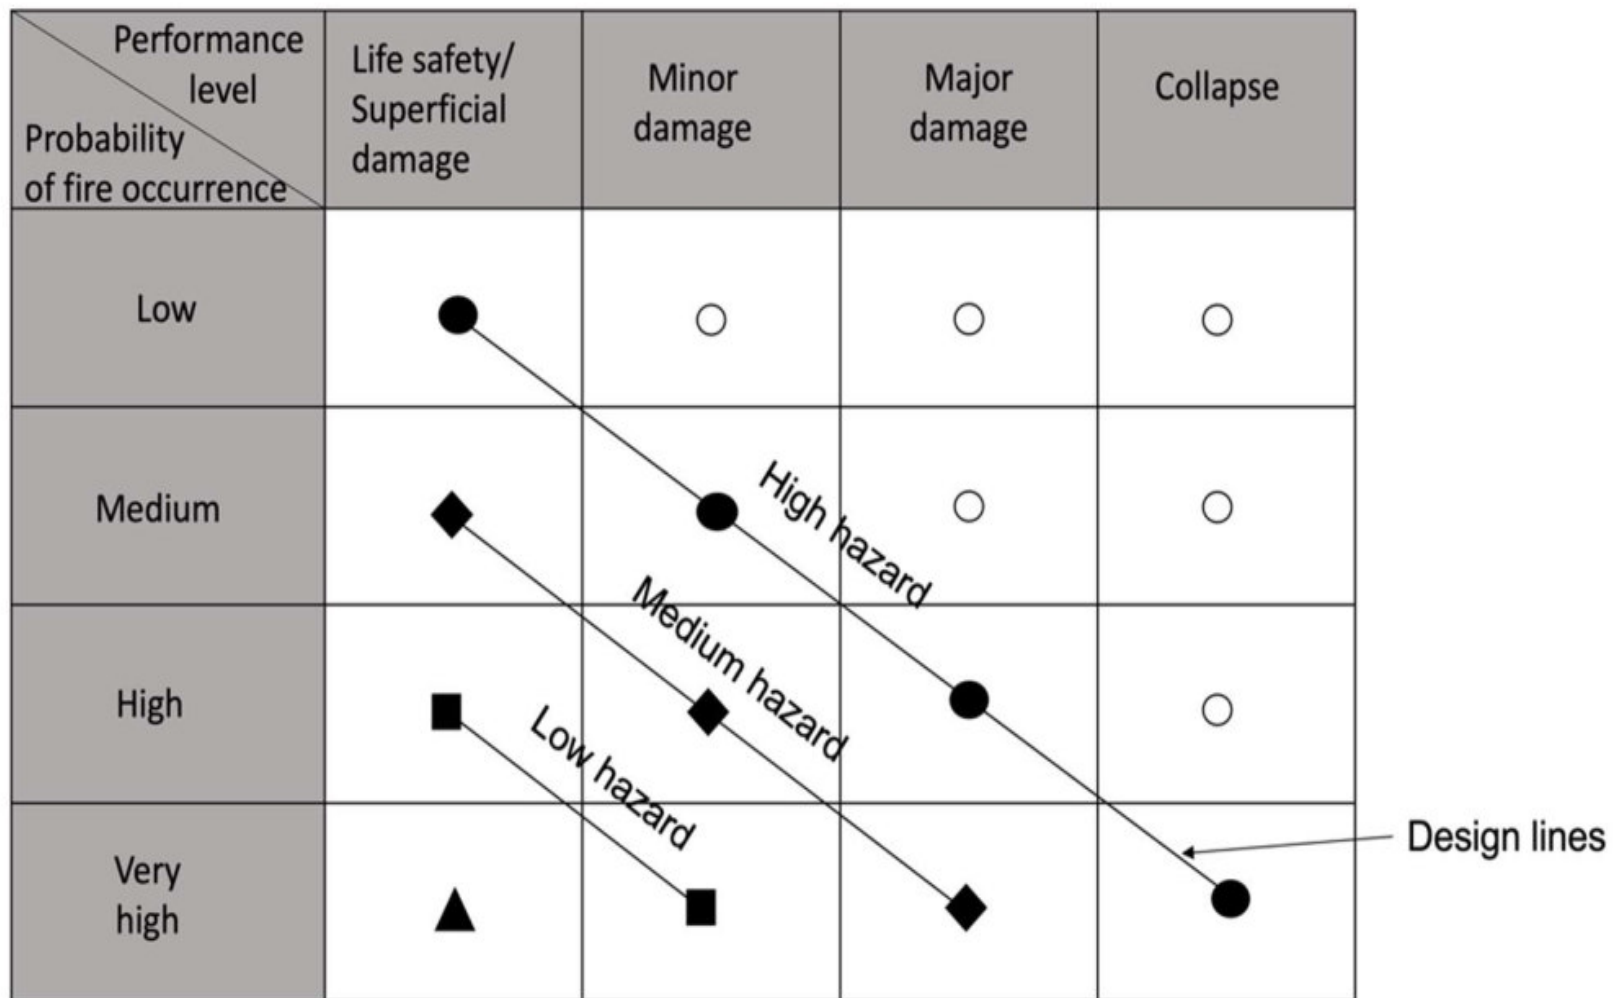 Performance
level
Probability
of fire occurrence
Life safety/
Superficial
damage
Minor
damage
Major
damage
Collapse
Low
Medium
High hazard
Medium hazard
High
Low hazard
Very
high
Design lines